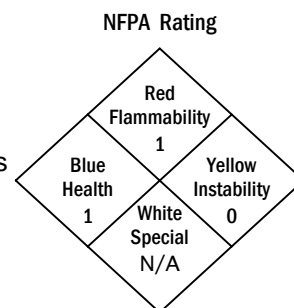 NFPA Rating
Red
Flammability
1
s
Blue
Health
1
Yellow
Instability
0
White
Special
N/A